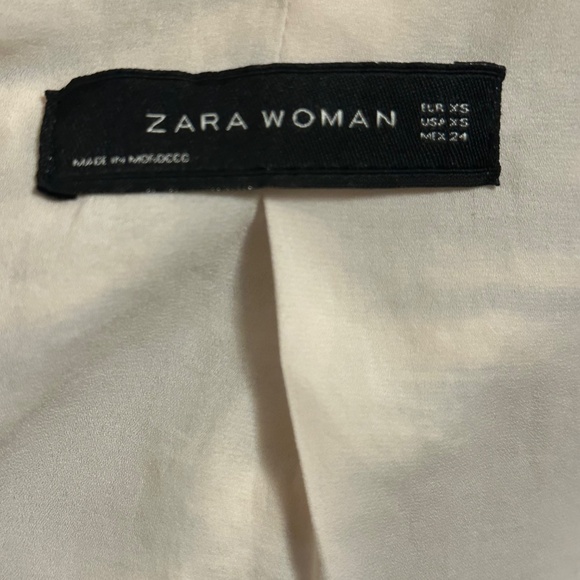 ZARA WOMAN
EUR XS
USA XS
MEX 24
MADE IN MOROCCO